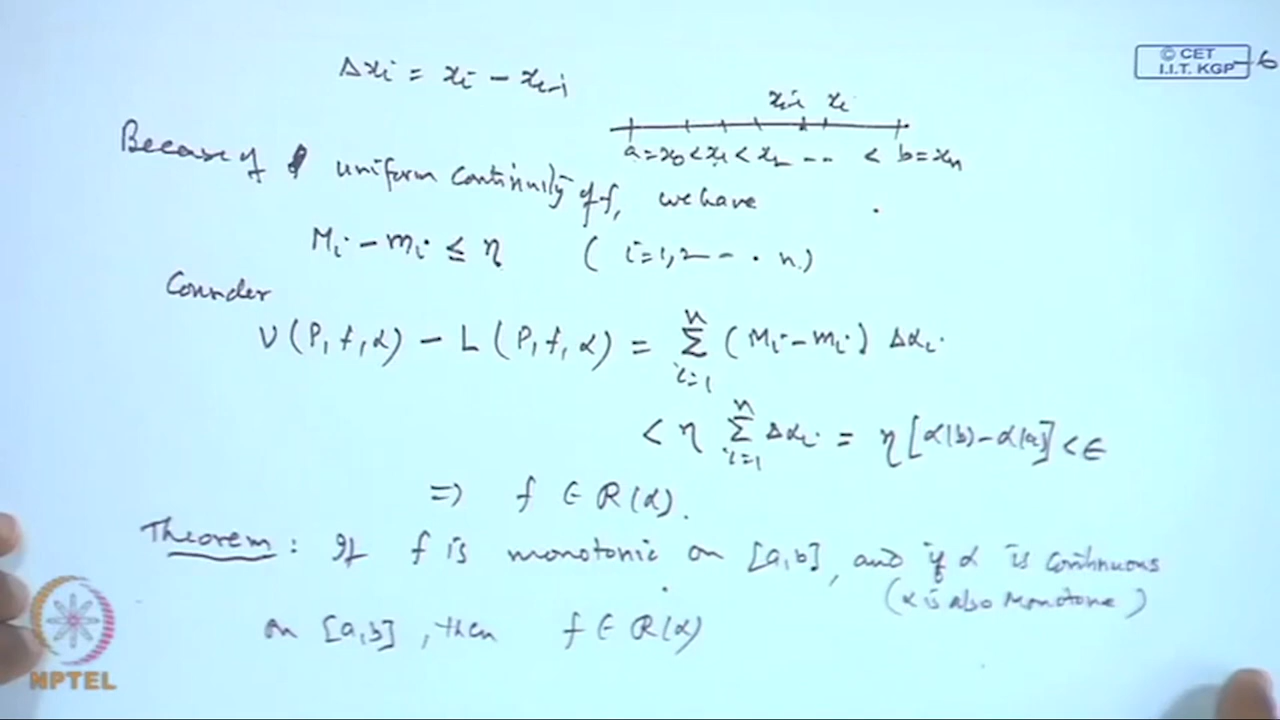 © CET
I.I.T. KGP
6
Δxi = xi − xi-1
xi-1 xi
a=x0<x1<x2 -- < b=xn
Because of uniform continuity of f, we have
Mi − mi ≤ η ( i=1,2-- . n.)
Consider
U(P,f,α) − L(P,f,α) = Σ_{i=1}^{n} (Mi−mi) Δαi
< η Σ_{i=1}^{n} Δαi = η[α(b)−α(a)] < ϵ
⇒ f ∈ R(α).
Theorem : If f is monotonic on [a,b], and if α is continuous
(α is also monotone)
on [a,b], then f ∈ R(α)
NPTEL